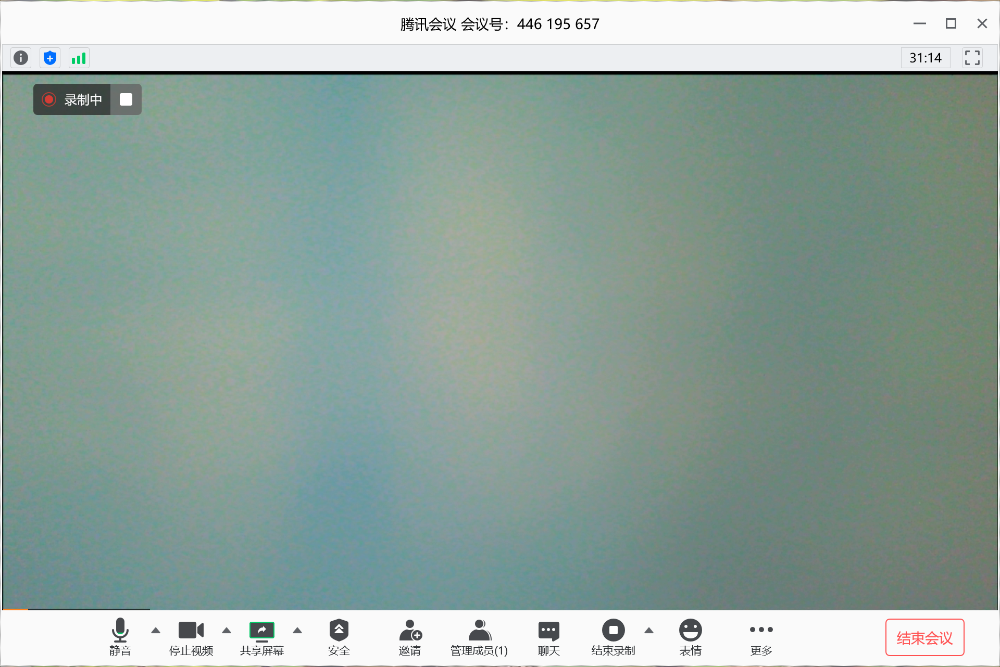 腾讯会议 会议号：446 195 657
31:14
录制中
静音
停止视频
共享屏幕
安全
邀请
管理成员(1)
聊天
结束录制
表情
更多
结束会议